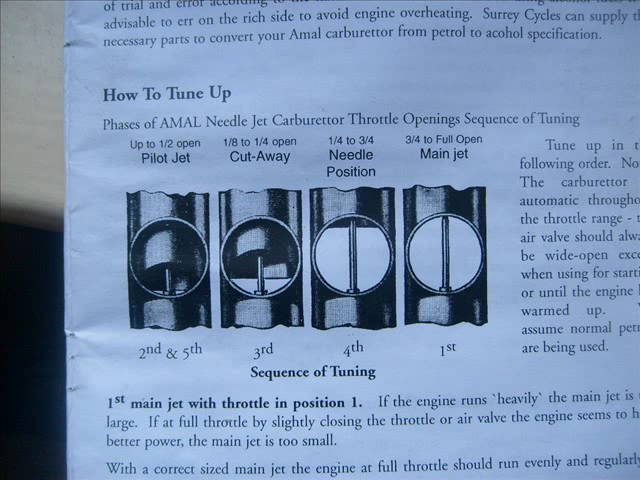 of trial and error according to the
advisable to err on the rich side to avoid engine overheating. Surrey Cycles can supply
necessary parts to convert your Amal carburettor from petrol to acohol specification.
How To Tune Up
Phases of AMAL Needle Jet Carburettor Throttle Openings Sequence of Tuning
Up to 1/2 open
Pilot Jet
1/8 to 1/4 open
Cut-Away
1/4 to 3/4
Needle
Position
3/4 to Full Open
Main jet
2nd & 5th
3rd
4th
1st
Sequence of Tuning
Tune up in
following order.
The carburettor
automatic
the throttle range -
air valve should
be wide-open
when using for
or until the engine
warmed up.
assume normal
are being used.
1st main jet with throttle in position 1. If the engine runs `heavily` the main jet is
large. If at full throttle by slightly closing the throttle or air valve the engine seems to
better power, the main jet is too small.
With a correct sized main jet the engine at full throttle should run evenly and regularly